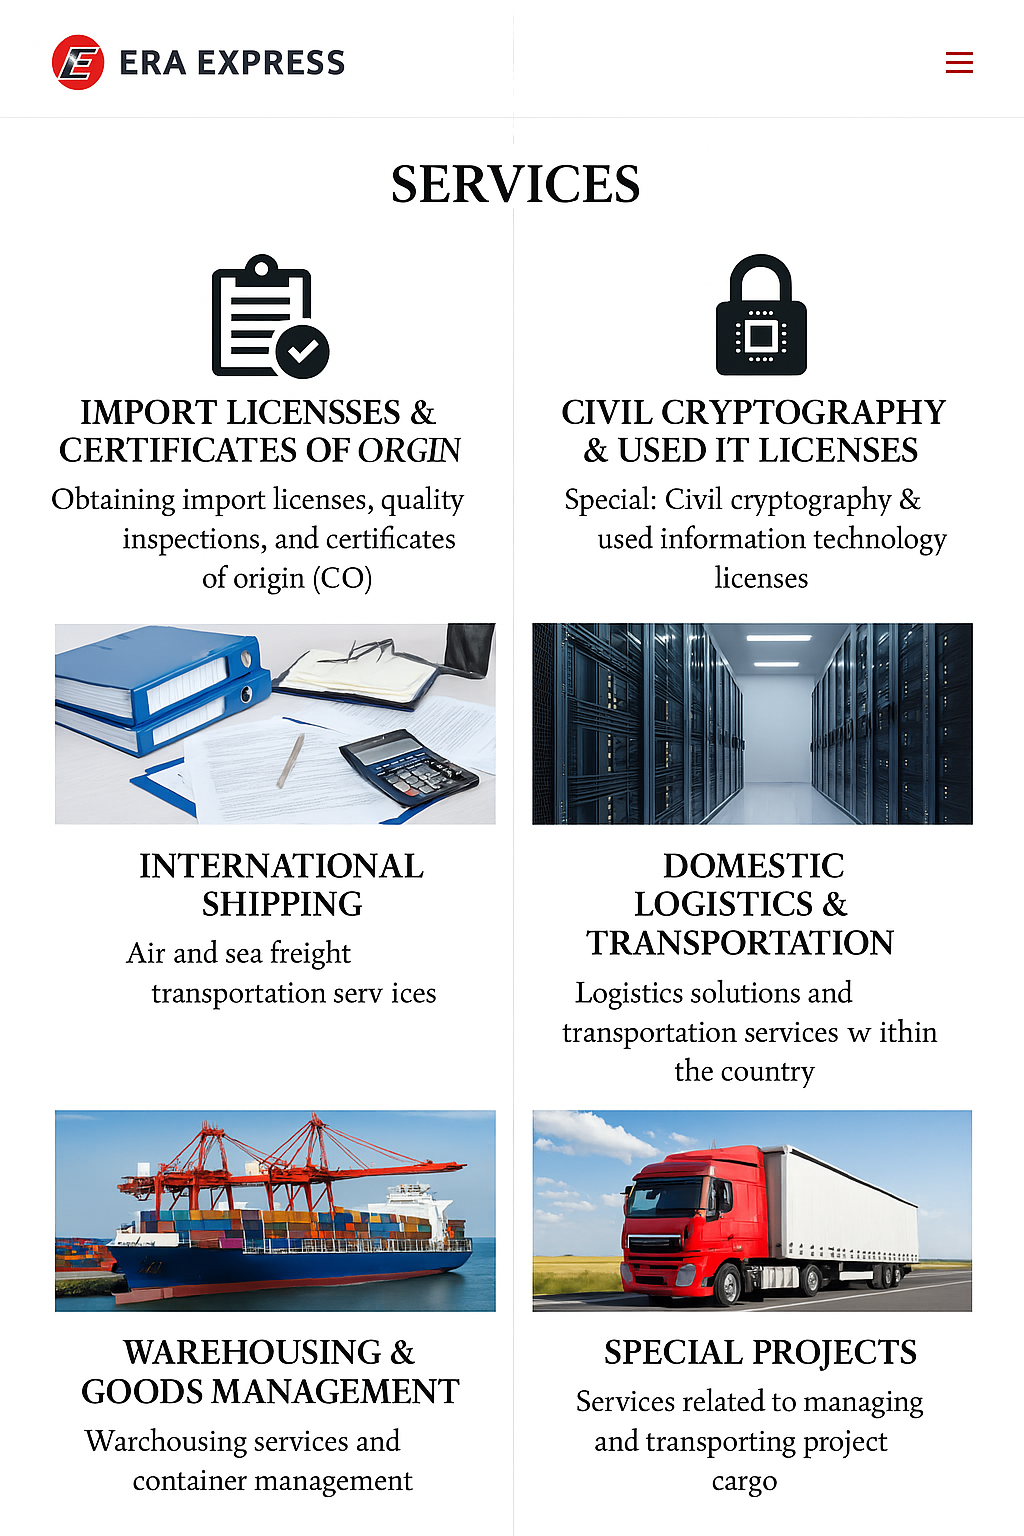 ERA EXPRESS
SERVICES
IMPORT LICENSSES &
CERTIFICATES OF ORGIN
Obtaining import licenses, quality
inspections, and certificates
of origin (CO)
CIVIL CRYPTOGRAPHY
& USED IT LICENSES
Special: Civil cryptography &
used information technology
licenses
INTERNATIONAL
SHIPPING
Air and sea freight
transportation serv ices
DOMESTIC
LOGISTICS &
TRANSPORTATION
Logistics solutions and
transportation services w ithin
the country
WAREHOUSING &
GOODS MANAGEMENT
Warchousing services and
container management
SPECIAL PROJECTS
Services related to managing
and transporting project
cargo